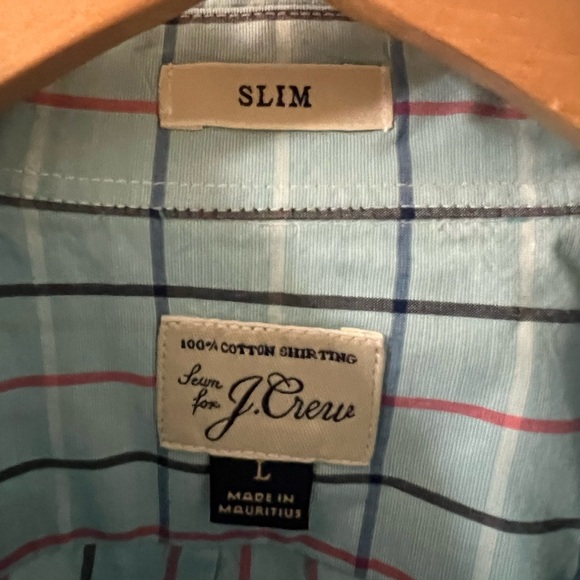 SLIM
100% COTTON SHIRTING
Sewn
for J.Crew
L
MADE IN
MAURITIUS